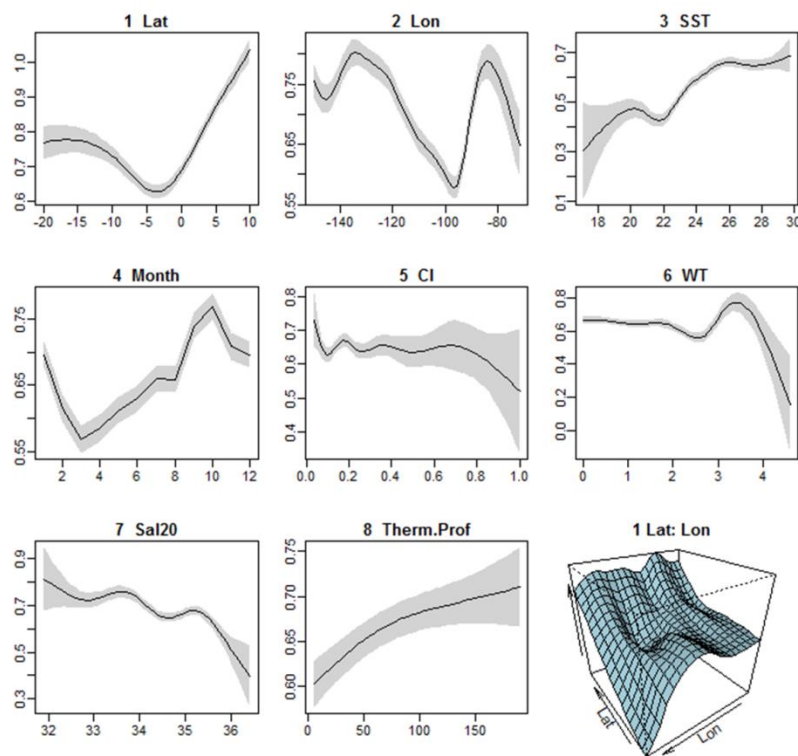 1 Lat
2 Lon
3 SST
0.6 0.7 0.8 0.9 1.0
-20 -15 -10 -5 0 5 10
0.55 0.65 0.75
-140 -120 -100 -80
0.1 0.3 0.5 0.7
18 20 22 24 26 28 30
4 Month
5 CI
6 WT
0.55 0.65 0.75
2 4 6 8 10 12
0.4 0.5 0.6 0.7 0.8
0.0 0.2 0.4 0.6 0.8 1.0
0.0 0.2 0.4 0.6 0.8
0 1 2 3 4
7 Sal20
8 Therm.Prof
1 Lat: Lon
0.3 0.5 0.7 0.9
32 33 34 35 36
0.60 0.65 0.70 0.75
0 50 100 150
Lat
Lon